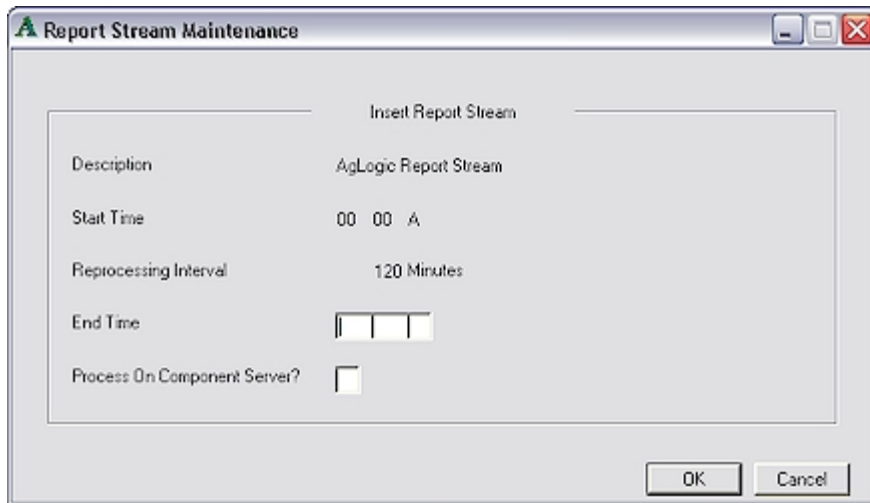 Report Stream Maintenance
Insert Report Stream
Description AgLogic Report Stream
Start Time 00 00 A
Reprocessing Interval 120 Minutes
End Time
Process On Component Server?
OK Cancel